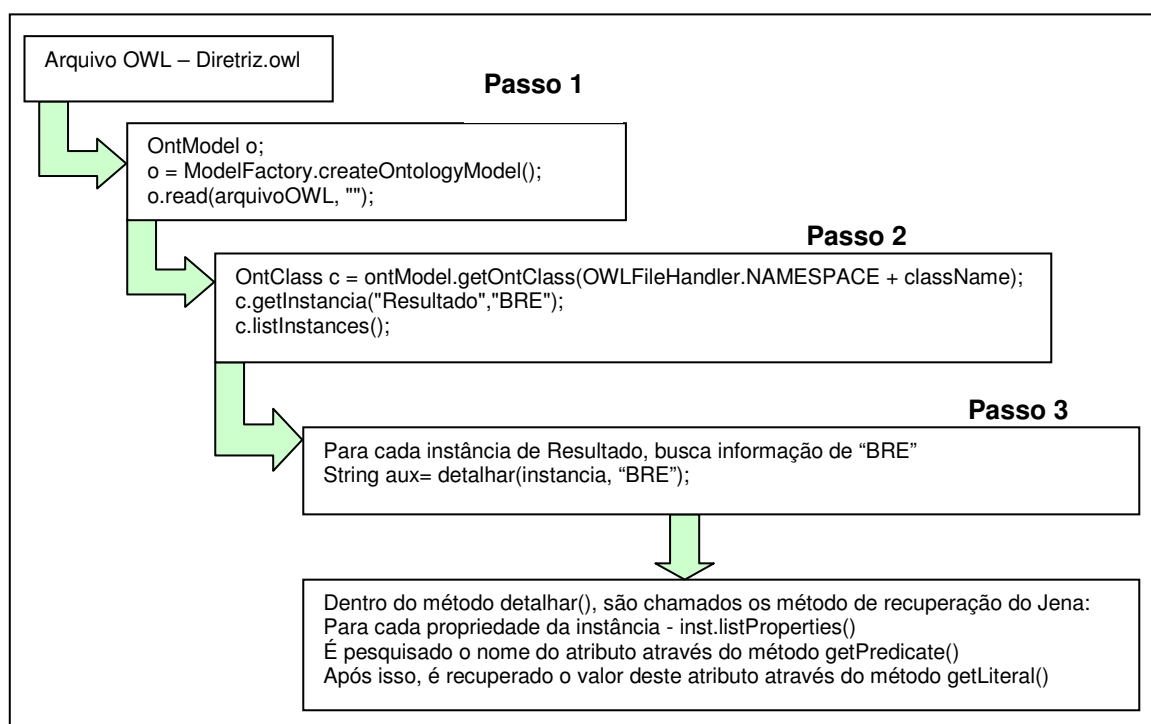 Arquivo OWL – Diretriz.owl
Passo 1
OntModel o;
o = ModelFactory.createOntologyModel();
o.read(arquivoOWL, "");
Passo 2
OntClass c = ontModel.getOntClass(OWLFileHandler.NAMESPACE + className);
c.getInstancia("Resultado","BRE");
c.listInstances();
Passo 3
Para cada instância de Resultado, busca informação de “BRE”
String aux= detalhar(instancia, “BRE”);
Dentro do método detalhar(), são chamados os método de recuperação do Jena:
Para cada propriedade da instância - inst.listProperties()
É pesquisado o nome do atributo através do método getPredicate()
Após isso, é recuperado o valor deste atributo através do método getLiteral()